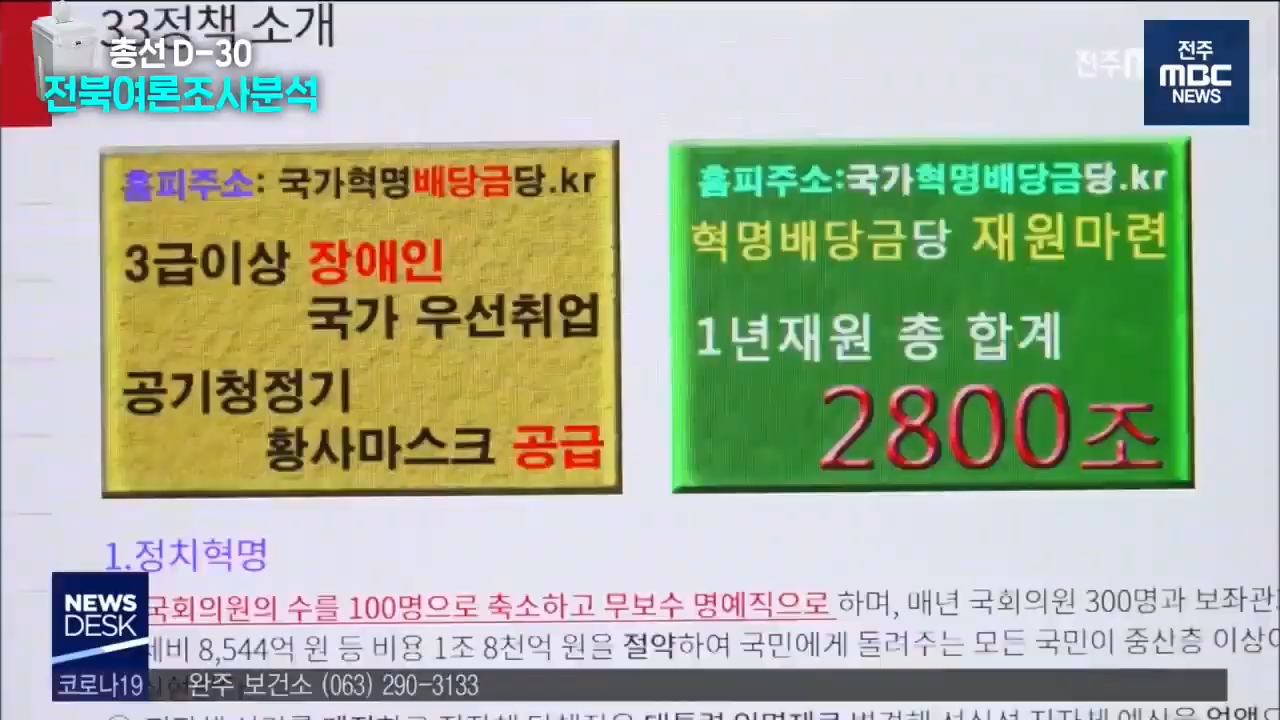 33정책 소개
총선 D-30
전북여론조사분석
전주
MBC
NEWS
홈피주소: 국가혁명배당금당.kr
3급이상 장애인
국가 우선취업
공기청정기
황사마스크 공급
홈피주소:국가혁명배당금당.kr
혁명배당금당 재원마련
1년재원 총 합계
2800조
1.정치혁명
국회의원의 수를 100명으로 축소하고 무보수 명예직으로 하며, 매년 국회의원 300명과 보좌관
8,544억 원 등 비용 1조 8천억 원을 절약하여 국민에게 돌려주는 모든 국민이 중산층 이상
NEWS
DESK
코로나19 완주 보건소 (063) 290-3133